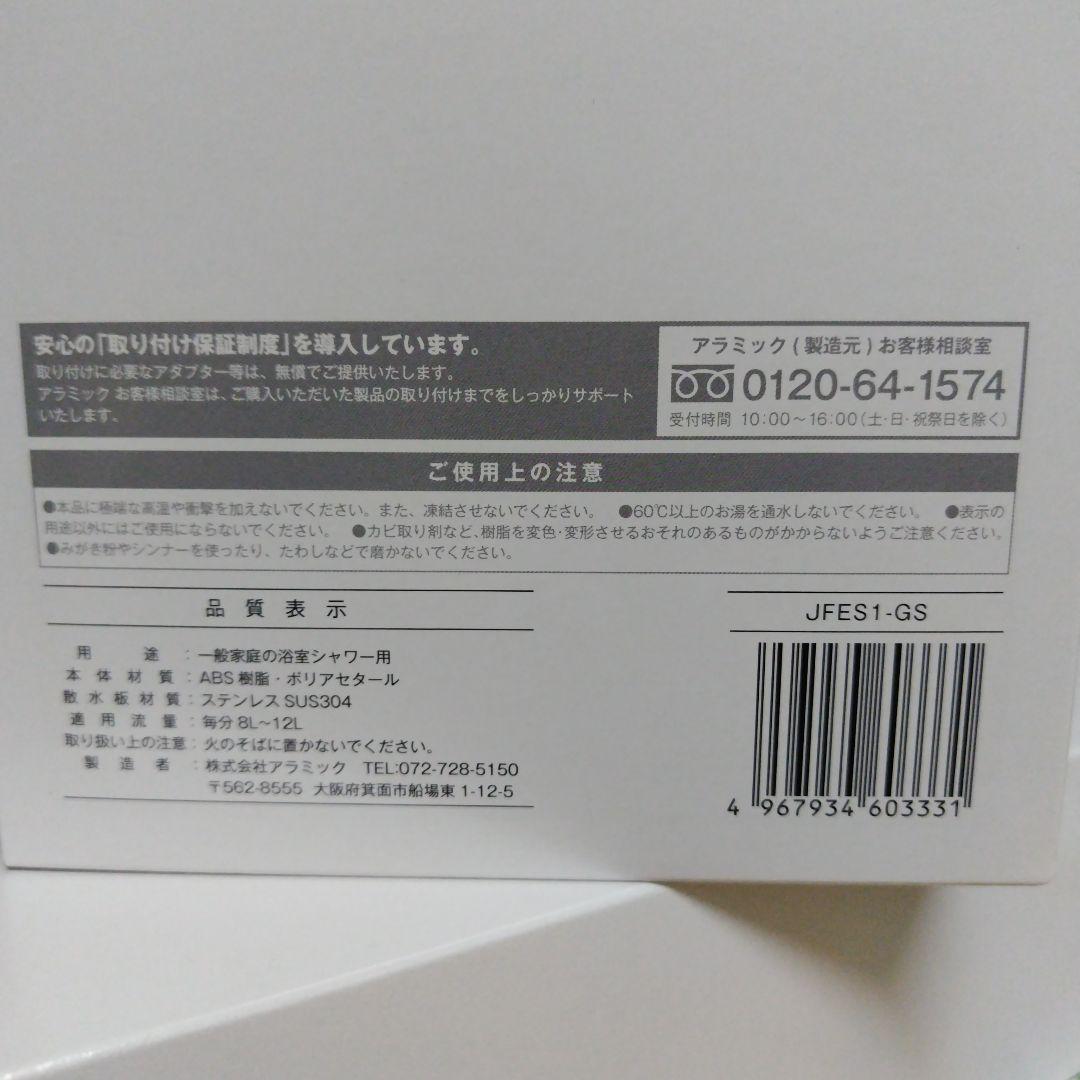 安心の「取り付け保証制度」を導入しています。
取り付けに必要なアダプター等は、無償でご提供いたします。
アラミック お客様相談室は、ご購入いただいた製品の取り付けまでをしっかりサポート
いたします。
アラミック(製造元)お客様相談室
0120-64-1574
受付時間 10:00〜16:00(土・日・祝祭日を除く)
ご使用上の注意
●本品に極端な高温や衝撃を加えないでください。また、凍結させないでください。 ●60℃以上のお湯を通水しないでください。 ●表示の
用途以外にはご使用にならないでください。 ●カビ取り剤など、樹脂を変色・変形させるおそれのあるものがかからないようご注意ください。
●みがき粉やシンナーを使ったり、たわしなどで磨かないでください。
品質表示
用途:一般家庭の浴室シャワー用
本体材質:ABS樹脂・ポリアセタール
散水板材質:ステンレスSUS304
適用流量:毎分8L〜12L
取り扱い上の注意:火のそばに置かないでください。
製造者:株式会社アラミック TEL:072-728-5150
〒562-8555 大阪府箕面市船場東1-12-5
JFES1-GS
4 967934 603331